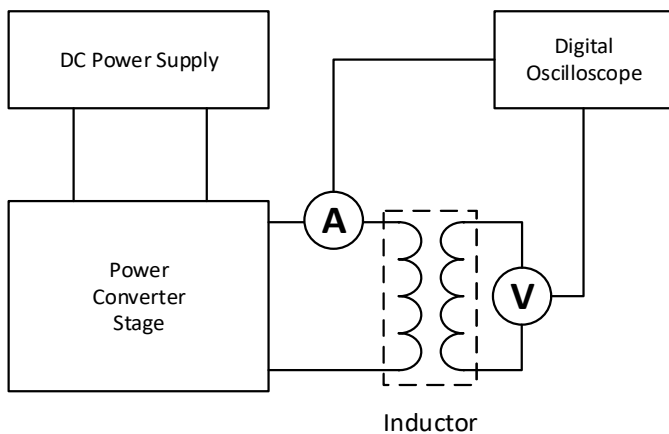 DC Power Supply
Digital
Oscilloscope
A
Power
Converter
Stage
V
Inductor